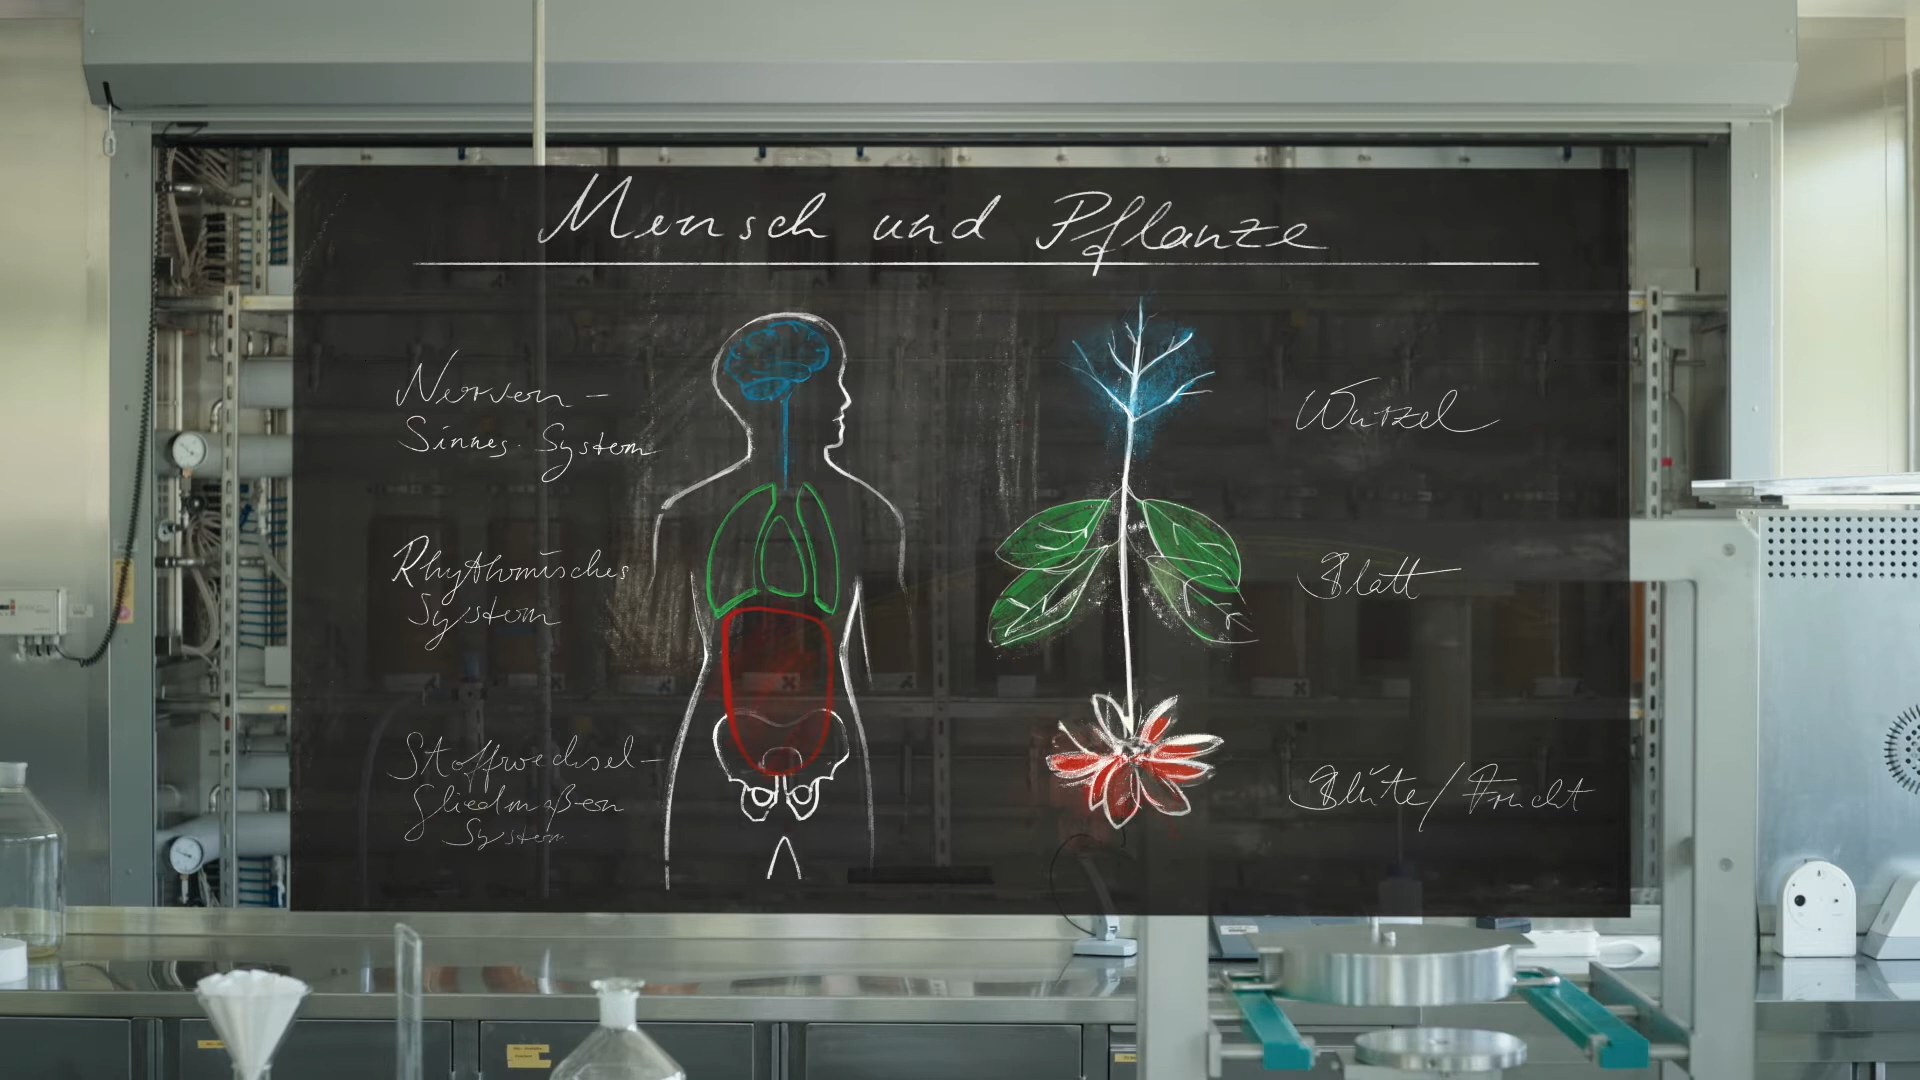 Mensch und Pflanze
Nerven-
Sinnes-System
Wurzel
Rhythmisches
System
Blatt
Stoffwechsel-
Gliedmaßen
System
Blüte/Frucht